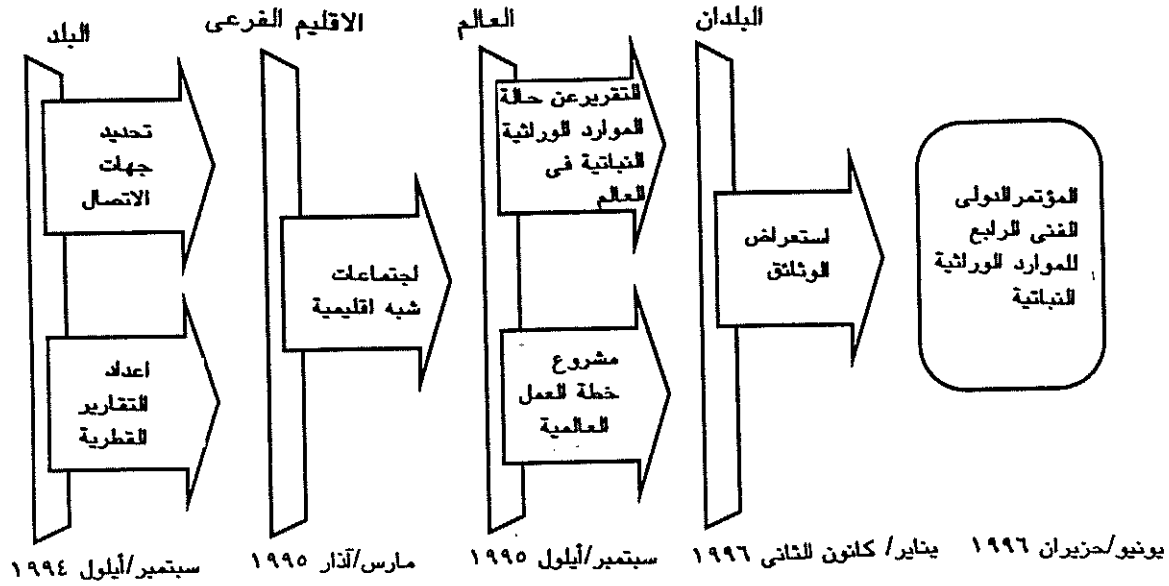 البلد
الاقليم الفرعى
العالم
البلدان
تحديد
جهات
الاتصال
اعداد
التقارير
القطرية
اجتماعات
شبه اقليمية
التقرير عن حالة
الموارد الوراثية
النباتية فى
العالم
مشروع
خطة العمل
العالمية
استعراض
الوثائق
المؤتمر الدولى
الفنى الرابع
للموارد الوراثية
النباتية
سبتمبر/أيلول ١٩٩٤
مارس/آذار ١٩٩٥
سبتمبر/أيلول ١٩٩٥
يناير/ كانون الثانى ١٩٩٦
يونيو/حزيران ١٩٩٦